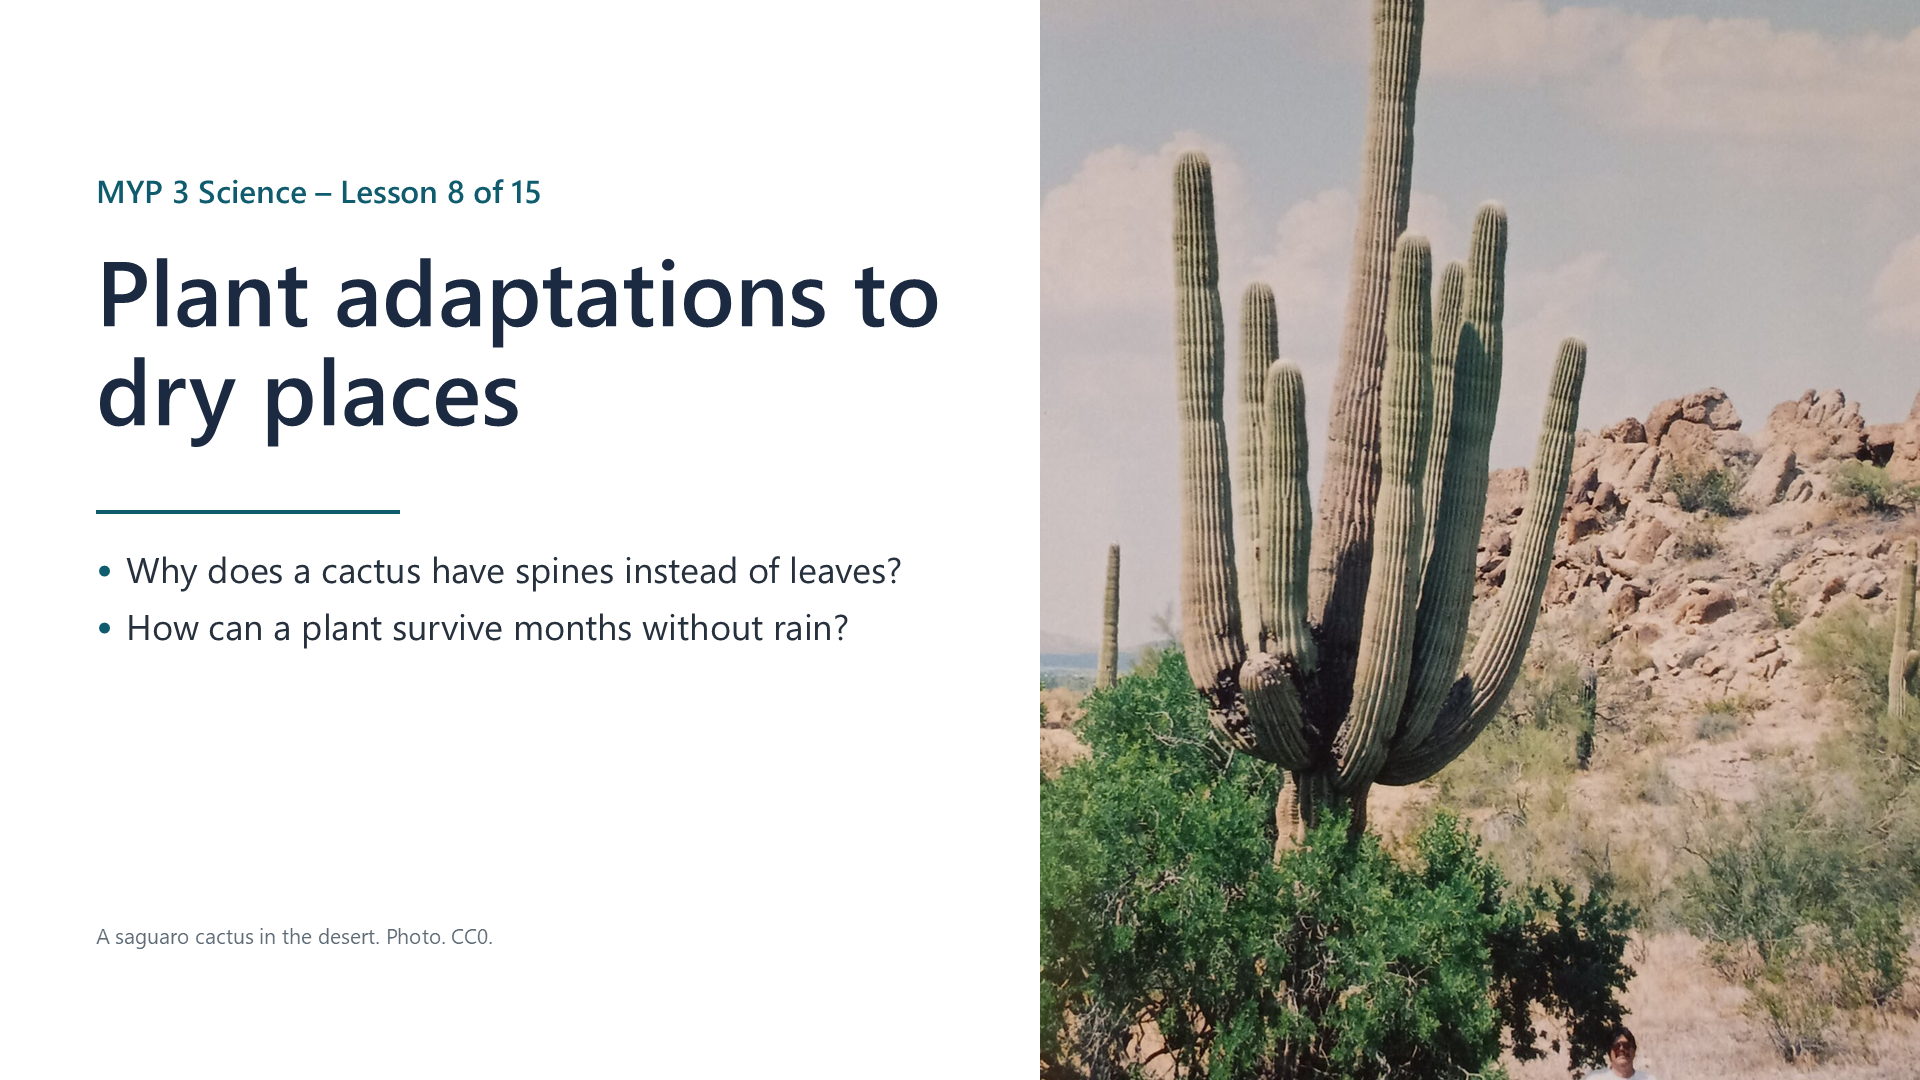 MYP 3 Science – Lesson 8 of 15
Plant adaptations to
dry places
• Why does a cactus have spines instead of leaves?
• How can a plant survive months without rain?
A saguaro cactus in the desert. Photo. CC0.